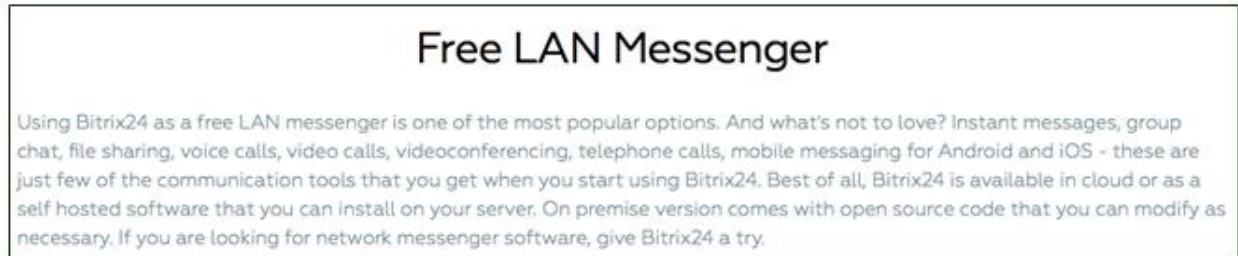 Free LAN Messenger
Using Bitrix24 as a free LAN messenger is one of the most popular options. And what's not to love? Instant messages, group
chat, file sharing, voice calls, video calls, videoconferencing, telephone calls, mobile messaging for Android and iOS - these are
just few of the communication tools that you get when you start using Bitrix24. Best of all, Bitrix24 is available in cloud or as a
self hosted software that you can install on your server. On premise version comes with open source code that you can modify as
necessary. If you are looking for network messenger software, give Bitrix24 a try.